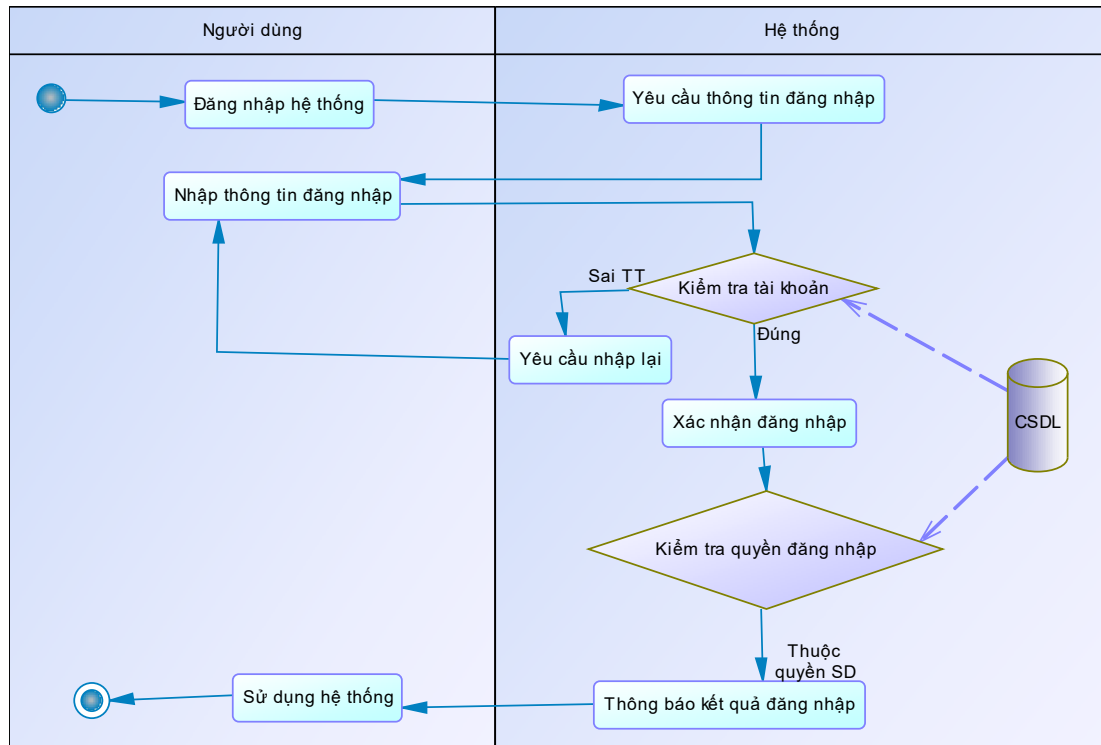 Người dùng
Hệ thống
Đăng nhập hệ thống
Yêu cầu thông tin đăng nhập
Nhập thông tin đăng nhập
Sai TT
Kiểm tra tài khoản
Đúng
Yêu cầu nhập lại
Xác nhận đăng nhập
CSDL
Kiểm tra quyền đăng nhập
Thuộc
quyền SD
Sử dụng hệ thống
Thông báo kết quả đăng nhập